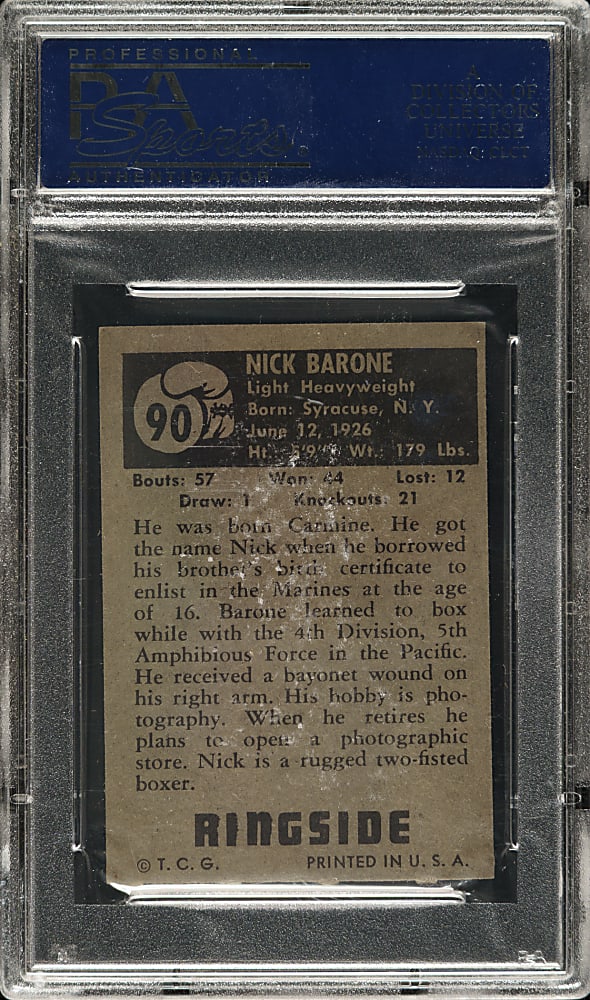 PROFESSIONAL
PSA
Sports
AUTHENTICATOR
A
DIVISION OF
COLLECTORS
UNIVERSE
NASDAQ: CLCT
90
NICK BARONE
Light Heavyweight
Born: Syracuse, N. Y.
June 12, 1926
Ht. 5'9" Wt. 179 Lbs.
Bouts: 57 Won: 44 Lost: 12
Draw: 1 Knockouts: 21
He was born Carmine. He got
the name Nick when he borrowed
his brother's birth certificate to
enlist in the Marines at the age
of 16. Barone learned to box
while with the 4th Division, 5th
Amphibious Force in the Pacific.
He received a bayonet wound on
his right arm. His hobby is pho-
tography. When he retires he
plans to open a photographic
store. Nick is a rugged two-fisted
boxer.
RINGSIDE
© T. C. G. PRINTED IN U. S. A.